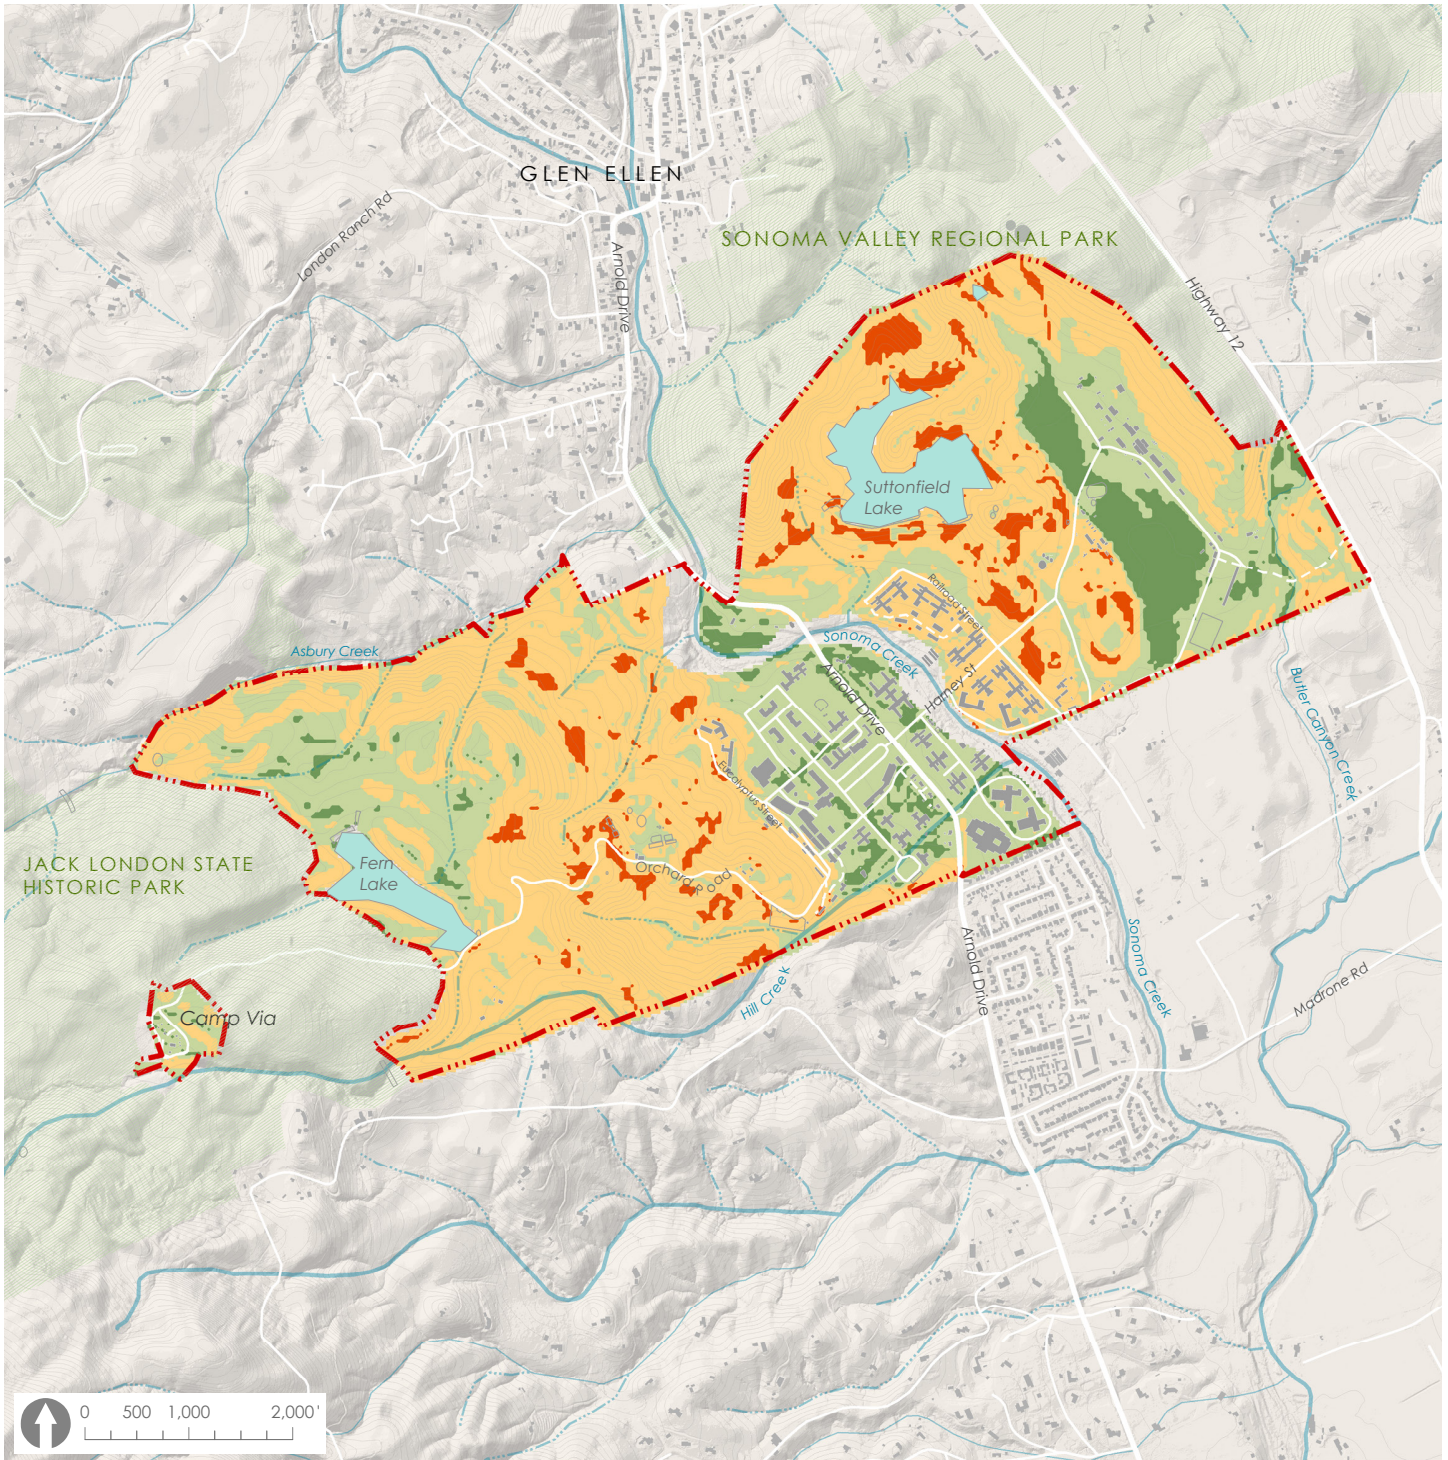 GLEN ELLEN
London Ranch Rd
Arnold Drive
SONOMA VALLEY REGIONAL PARK
Highway 12
Suttonfield
Lake
Railroad Street
Sonoma Creek
Asbury Creek
Arnold Drive
Harney St
Butler Canyon Creek
Eucalyptus Street
JACK LONDON STATE
HISTORIC PARK
Fern
Lake
Orchard Road
Arnold Drive
Sonoma Creek
Hill Creek
Madrone Rd
Camp Via
0 500 1,000 2,000'